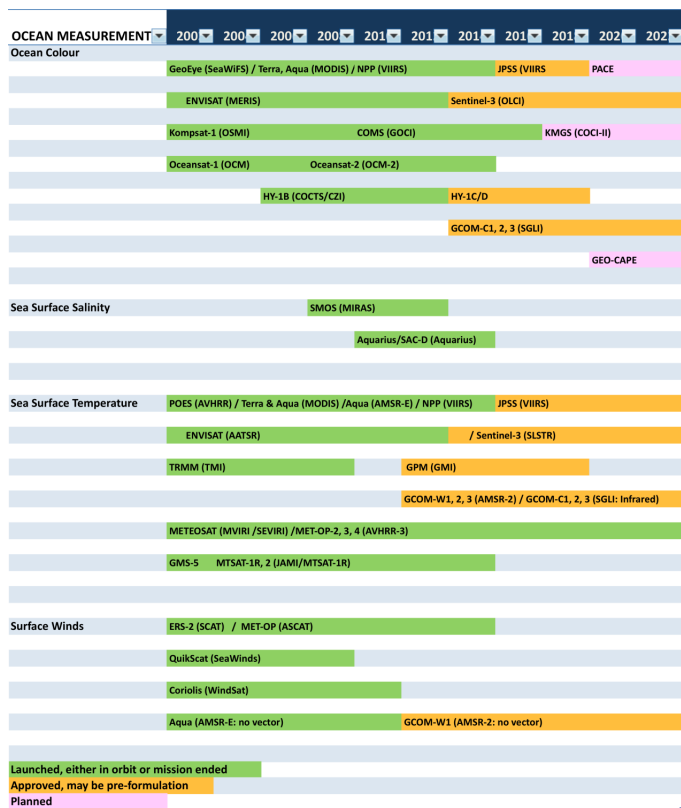 OCEAN MEASUREMENT 200 200 200 200 201 201 201 201 201 202 202
Ocean Colour
GeoEye (SeaWiFS) / Terra, Aqua (MODIS) / NPP (VIIRS) JPSS (VIIRS PACE
ENVISAT (MERIS) Sentinel-3 (OLCI)
Kompsat-1 (OSMI) COMS (GOCI) KMGS (COCI-II)
Oceansat-1 (OCM) Oceansat-2 (OCM-2)
HY-1B (COCTS/CZI) HY-1C/D
GCOM-C1, 2, 3 (SGLI)
GEO-CAPE
Sea Surface Salinity SMOS (MIRAS)
Aquarius/SAC-D (Aquarius)
Sea Surface Temperature POES (AVHRR) / Terra & Aqua (MODIS) /Aqua (AMSR-E) / NPP (VIIRS) JPSS (VIIRS)
ENVISAT (AATSR) / Sentinel-3 (SLSTR)
TRMM (TMI) GPM (GMI)
GCOM-W1, 2, 3 (AMSR-2) / GCOM-C1, 2, 3 (SGLI: Infrared)
METEOSAT (MVIRI /SEVIRI) /MET-OP-2, 3, 4 (AVHRR-3)
GMS-5 MTSAT-1R, 2 (JAMI/MTSAT-1R)
Surface Winds ERS-2 (SCAT) / MET-OP (ASCAT)
QuikScat (SeaWinds)
Coriolis (WindSat)
Aqua (AMSR-E: no vector) GCOM-W1 (AMSR-2: no vector)
Launched, either in orbit or mission ended
Approved, may be pre-formulation
Planned